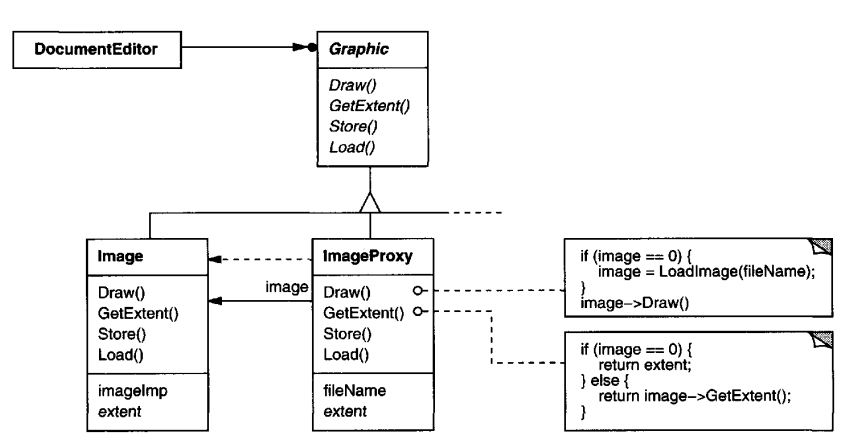 DocumentEditor
Graphic
Draw()
GetExtent()
Store()
Load()
Image
Draw()
GetExtent()
Store()
Load()
imageImp
extent
image
ImageProxy
Draw()
GetExtent()
Store()
Load()
fileName
extent
if (image == 0) {
image = LoadImage(fileName);
}
image->Draw()
if (image == 0) {
return extent;
} else {
return image->GetExtent();
}